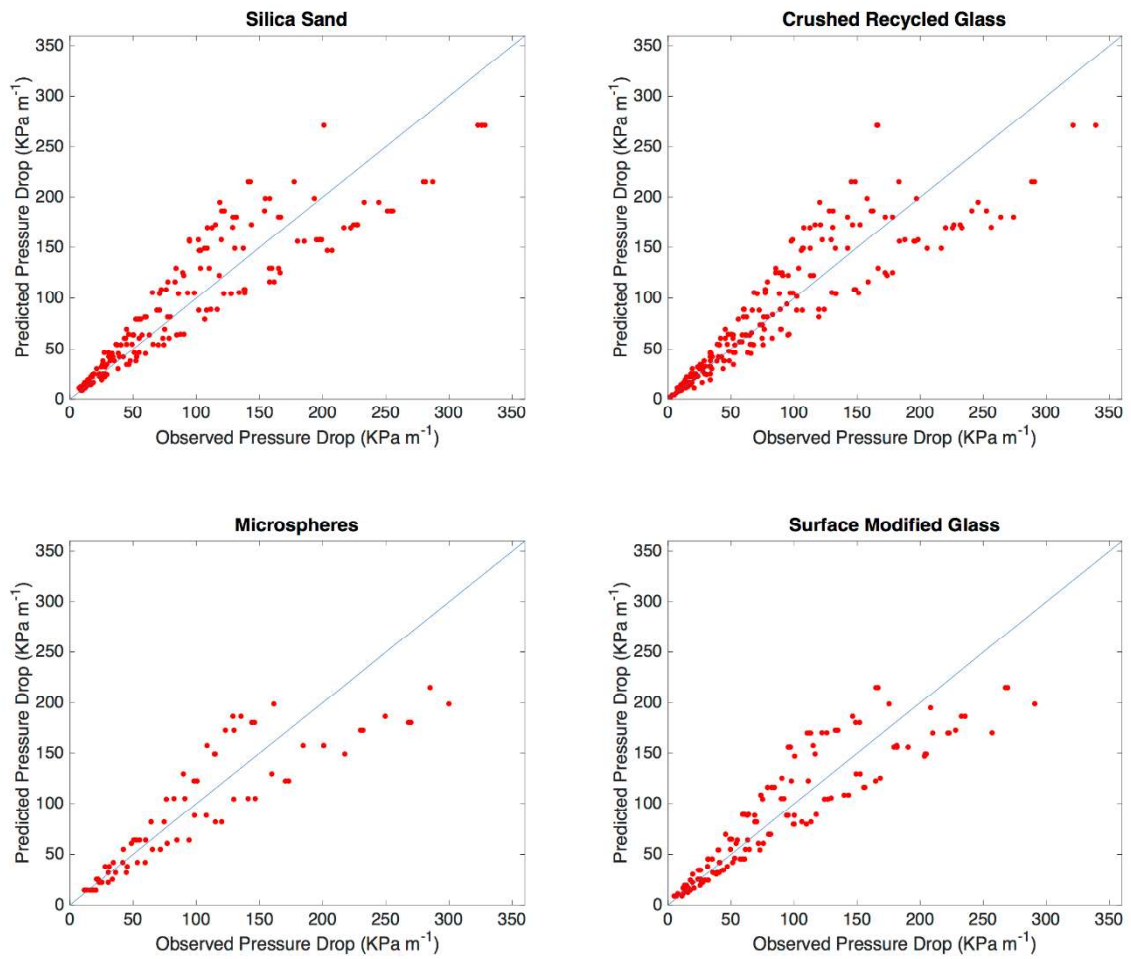 Silica Sand
Predicted Pressure Drop (KPa m⁻¹)
350
300
250
200
150
100
50
0
0 50 100 150 200 250 300 350
Observed Pressure Drop (KPa m⁻¹)
Crushed Recycled Glass
Predicted Pressure Drop (KPa m⁻¹)
350
300
250
200
150
100
50
0
0 50 100 150 200 250 300 350
Observed Pressure Drop (KPa m⁻¹)
Microspheres
Predicted Pressure Drop (KPa m⁻¹)
350
300
250
200
150
100
50
0
0 50 100 150 200 250 300 350
Observed Pressure Drop (KPa m⁻¹)
Surface Modified Glass
Predicted Pressure Drop (KPa m⁻¹)
350
300
250
200
150
100
50
0
0 50 100 150 200 250 300 350
Observed Pressure Drop (KPa m⁻¹)